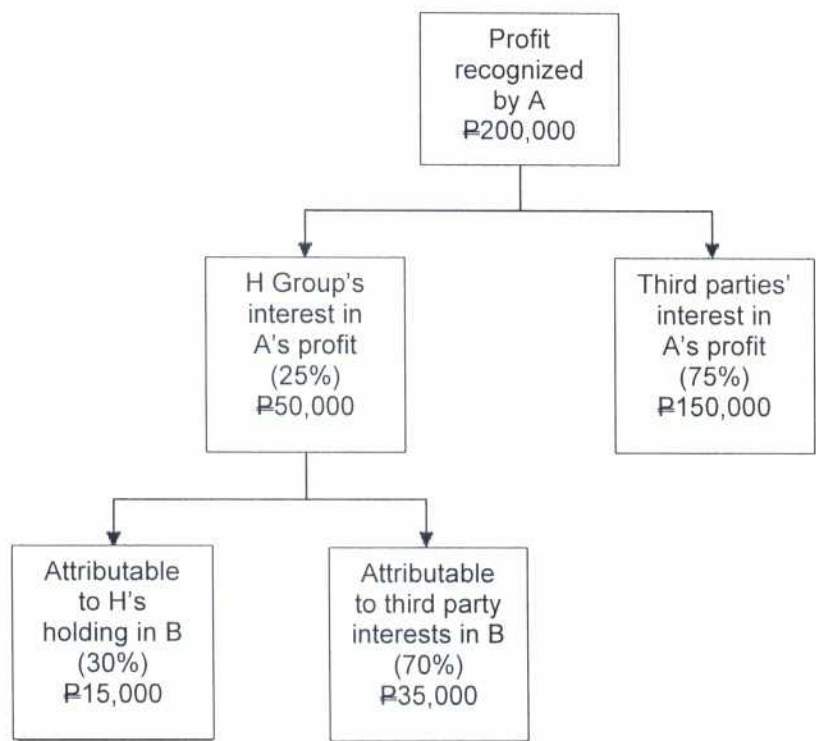 Profit
recognized
by A
₱200,000
H Group's
interest in
A's profit
(25%)
₱50,000
Third parties'
interest in
A's profit
(75%)
₱150,000
Attributable
to H's
holding in B
(30%)
₱15,000
Attributable
to third party
interests in B
(70%)
₱35,000